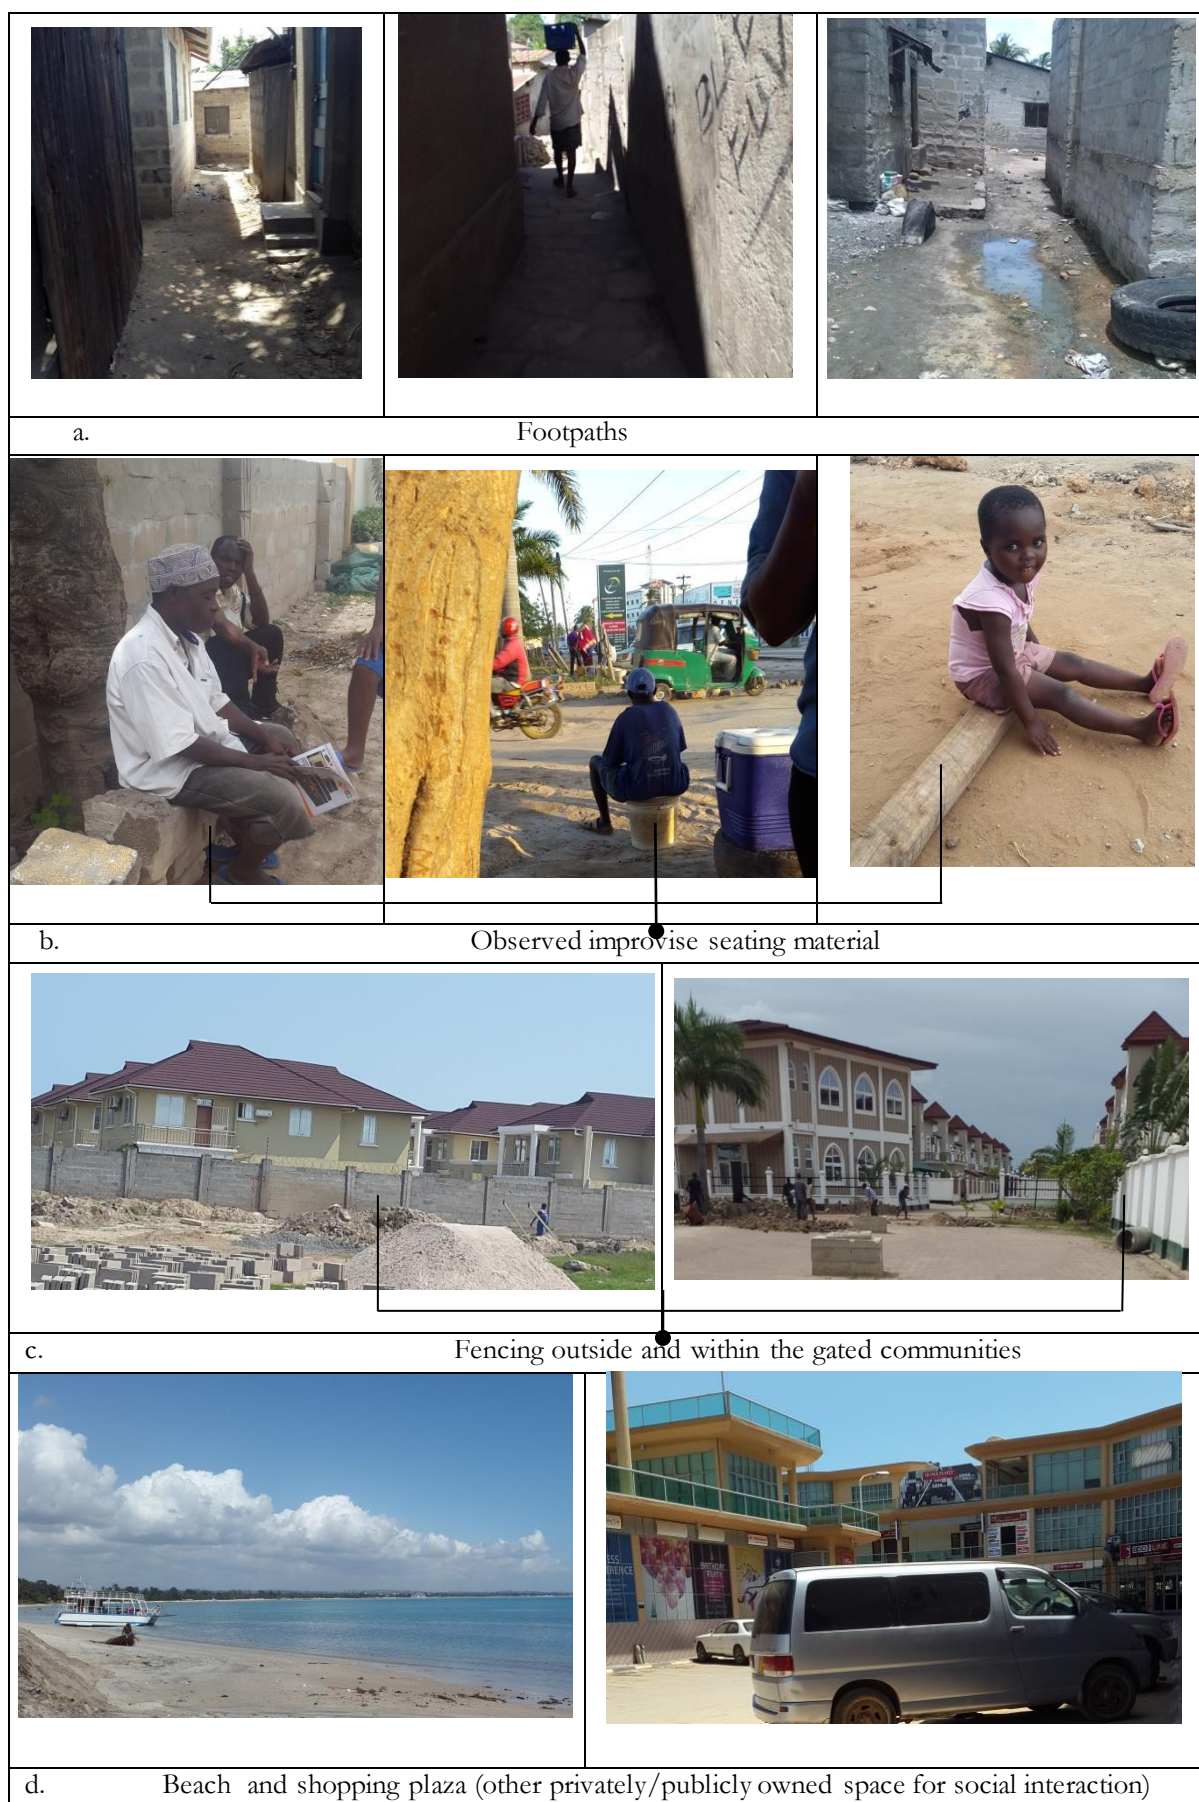 a. Footpaths
b. Observed improvise seating material
c. Fencing outside and within the gated communities
d. Beach and shopping plaza (other privately/publicly owned space for social interaction)